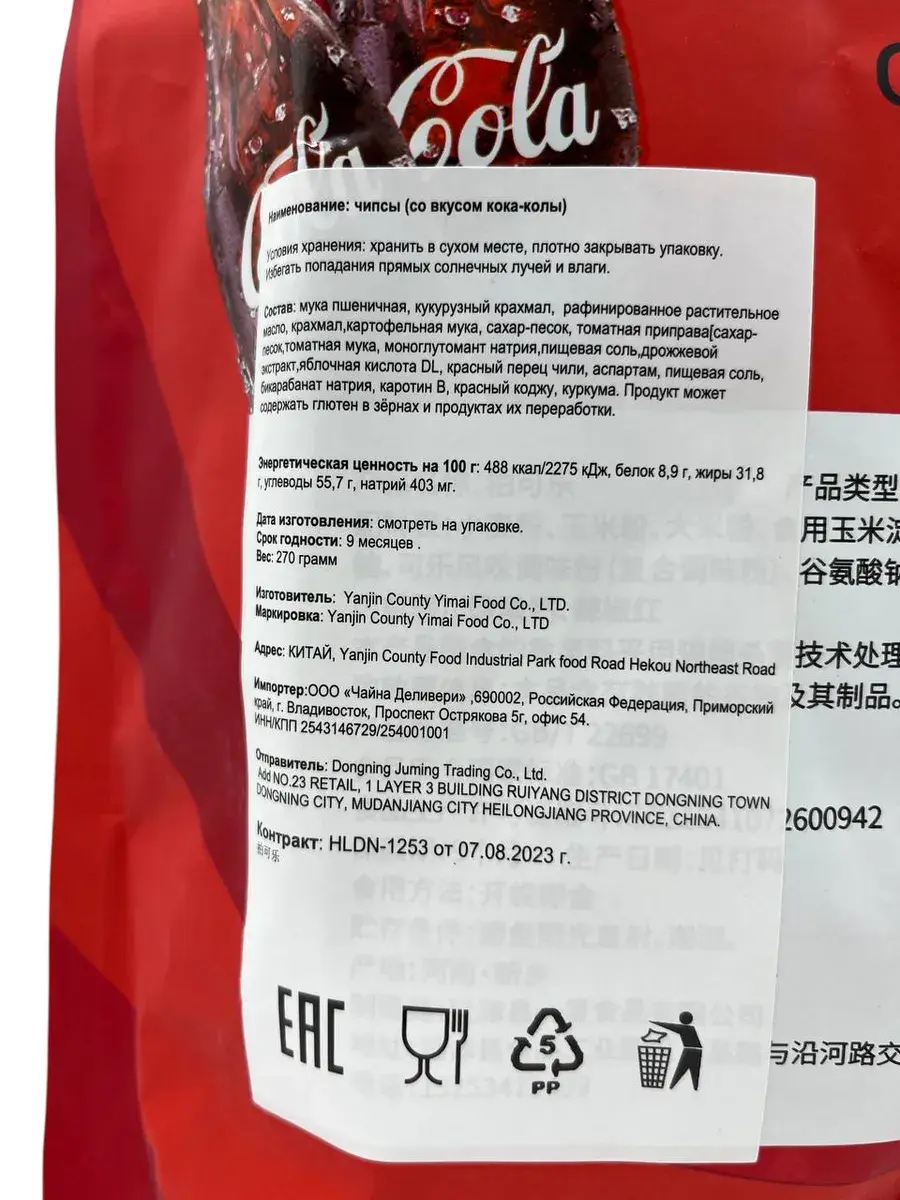 Cola
Наименование: чипсы (со вкусом кока-колы)
Условия хранения: хранить в сухом месте, плотно закрывать упаковку.
Избегать попадания прямых солнечных лучей и влаги.
Состав: мука пшеничная, кукурузный крахмал, рафинированное растительное
масло, крахмал,картофельная мука, сахар-песок, томатная приправа[сахар-
песок,томатная мука, моноглутомант натрия,пищевая соль,дрожжевой
экстракт,яблочная кислота DL, красный перец чили, аспартам, пищевая соль,
бикарабанат натрия, каротин B, красный коджу, куркума. Продукт может
содержать глютен в зёрнах и продуктах их переработки.
Энергетическая ценность на 100 г: 488 ккал/2275 кДж, белок 8,9 г, жиры 31,8
г, углеводы 55,7 г, натрий 403 мг.
Дата изготовления: смотреть на упаковке.
Срок годности: 9 месяцев .
Вес: 270 грамм
Изготовитель: Yanjin County Yimai Food Co., LTD.
Маркировка: Yanjin County Yimai Food Co., LTD
Адрес: КИТАЙ, Yanjin County Food Industrial Park food Road Hekou Northeast Road
Импортер:ООО «Чайна Деливери» ,690002, Российская Федерация, Приморский
край, г. Владивосток, Проспект Острякова 5г, офис 54.
ИНН/КПП 2543146729/254001001
Отправитель: Dongning Juming Trading Co., Ltd.
Add NO.23 RETAIL, 1 LAYER 3 BUILDING RUIYANG DISTRICT DONGNING TOWN
DONGNING CITY, MUDANJIANG CITY HEILONGJIANG PROVINCE, CHINA.
Контракт: HLDN-1253 от 07.08.2023 г.
拍可乐
EAC
5
PP
产品类型
用玉米淀
谷氨酸钠
技术处理
及其制品。
2600942
与沿河路交